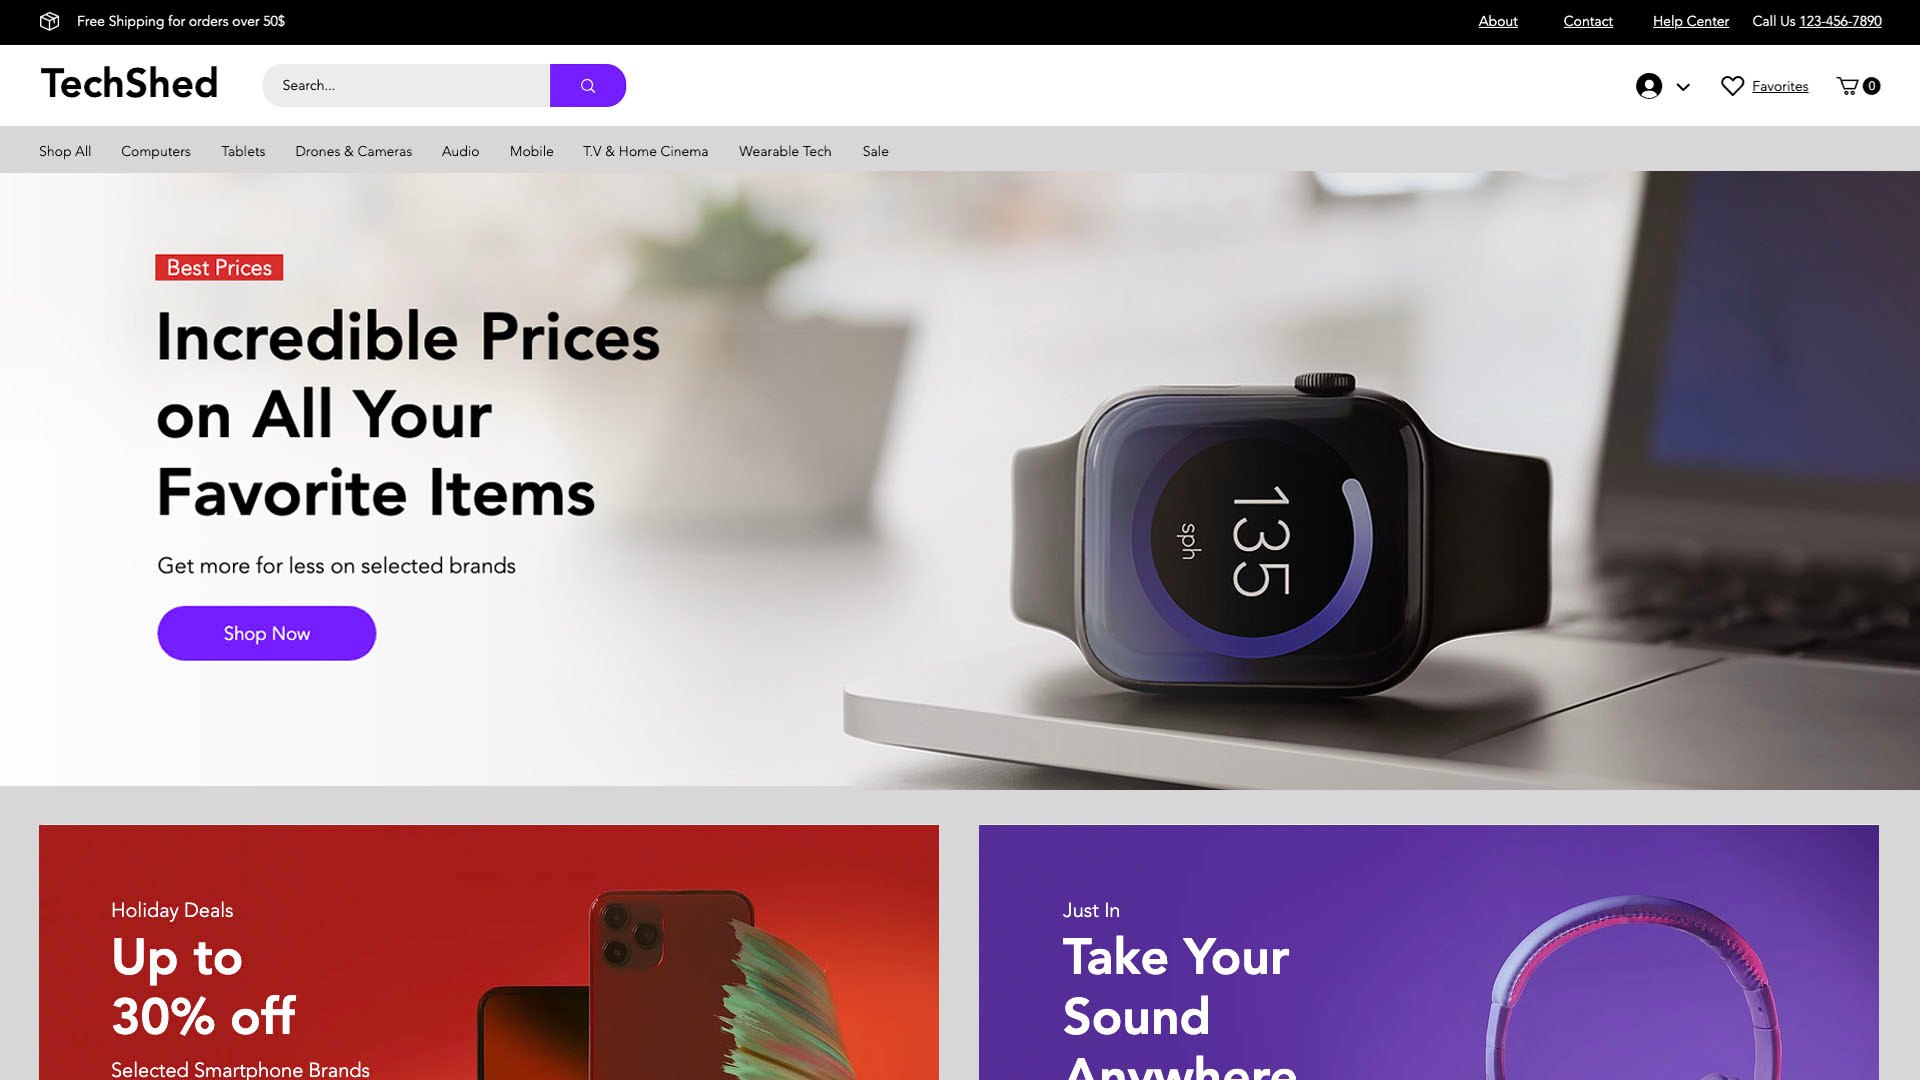 Free Shipping for orders over 50$
About Contact Help Center Call Us 123-456-7890
TechShed
Search...
Favorites
0
Shop All Computers Tablets Drones & Cameras Audio Mobile T.V & Home Cinema Wearable Tech Sale
Best Prices
Incredible Prices
on All Your
Favorite Items
Get more for less on selected brands
Shop Now
135
sph
Holiday Deals
Up to
30% off
Selected Smartphone Brands
Just In
Take Your
Sound
Anywhere